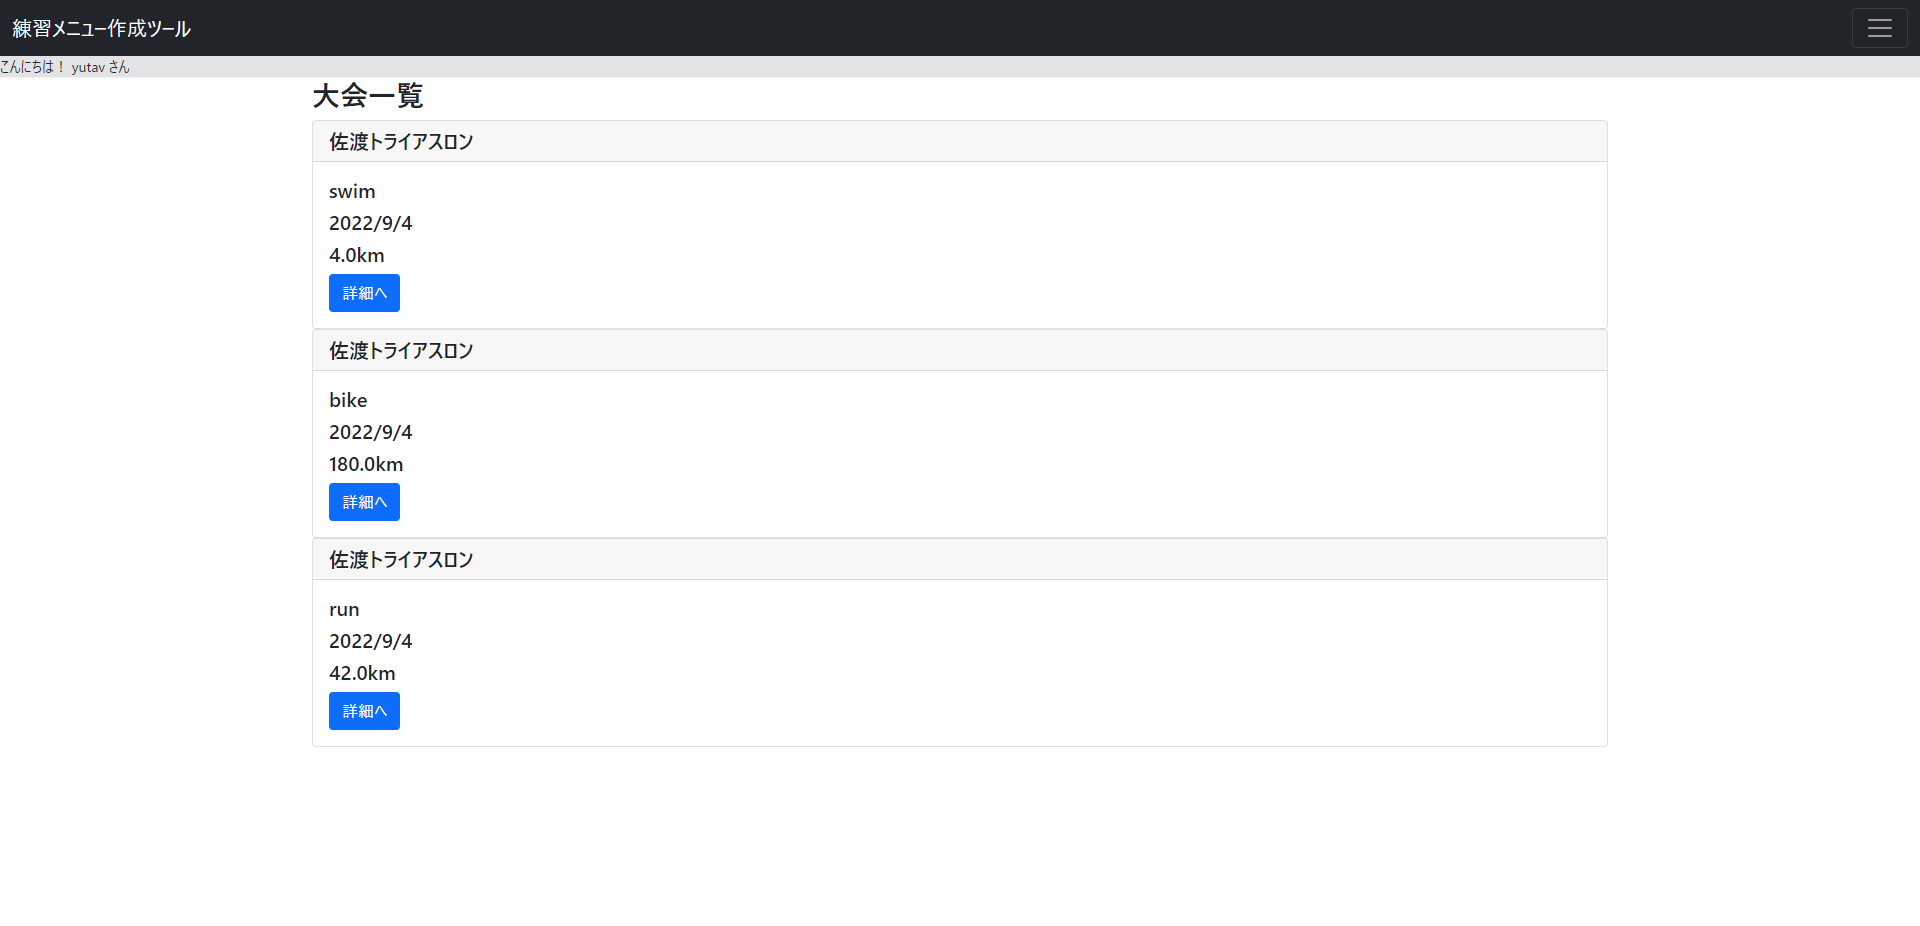 練習メニュー作成ツール
こんにちは！ yutav さん
大会一覧
佐渡トライアスロン
swim
2022/9/4
4.0km
詳細へ
佐渡トライアスロン
bike
2022/9/4
180.0km
詳細へ
佐渡トライアスロン
run
2022/9/4
42.0km
詳細へ